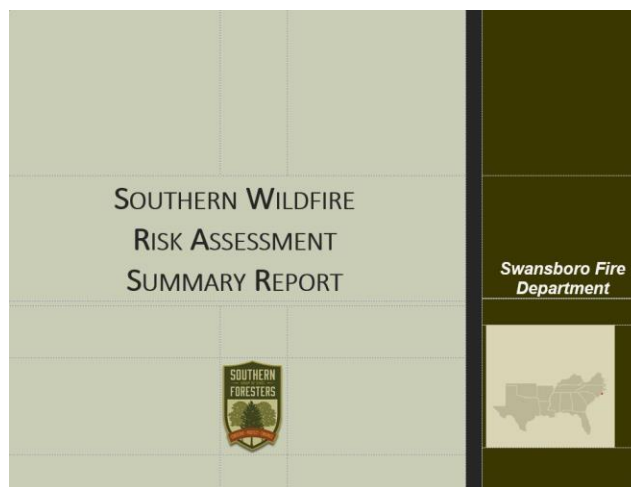 SOUTHERN WILDFIRE
RISK ASSESSMENT
SUMMARY REPORT
Swansboro Fire
Department
SOUTHERN
FORESTERS